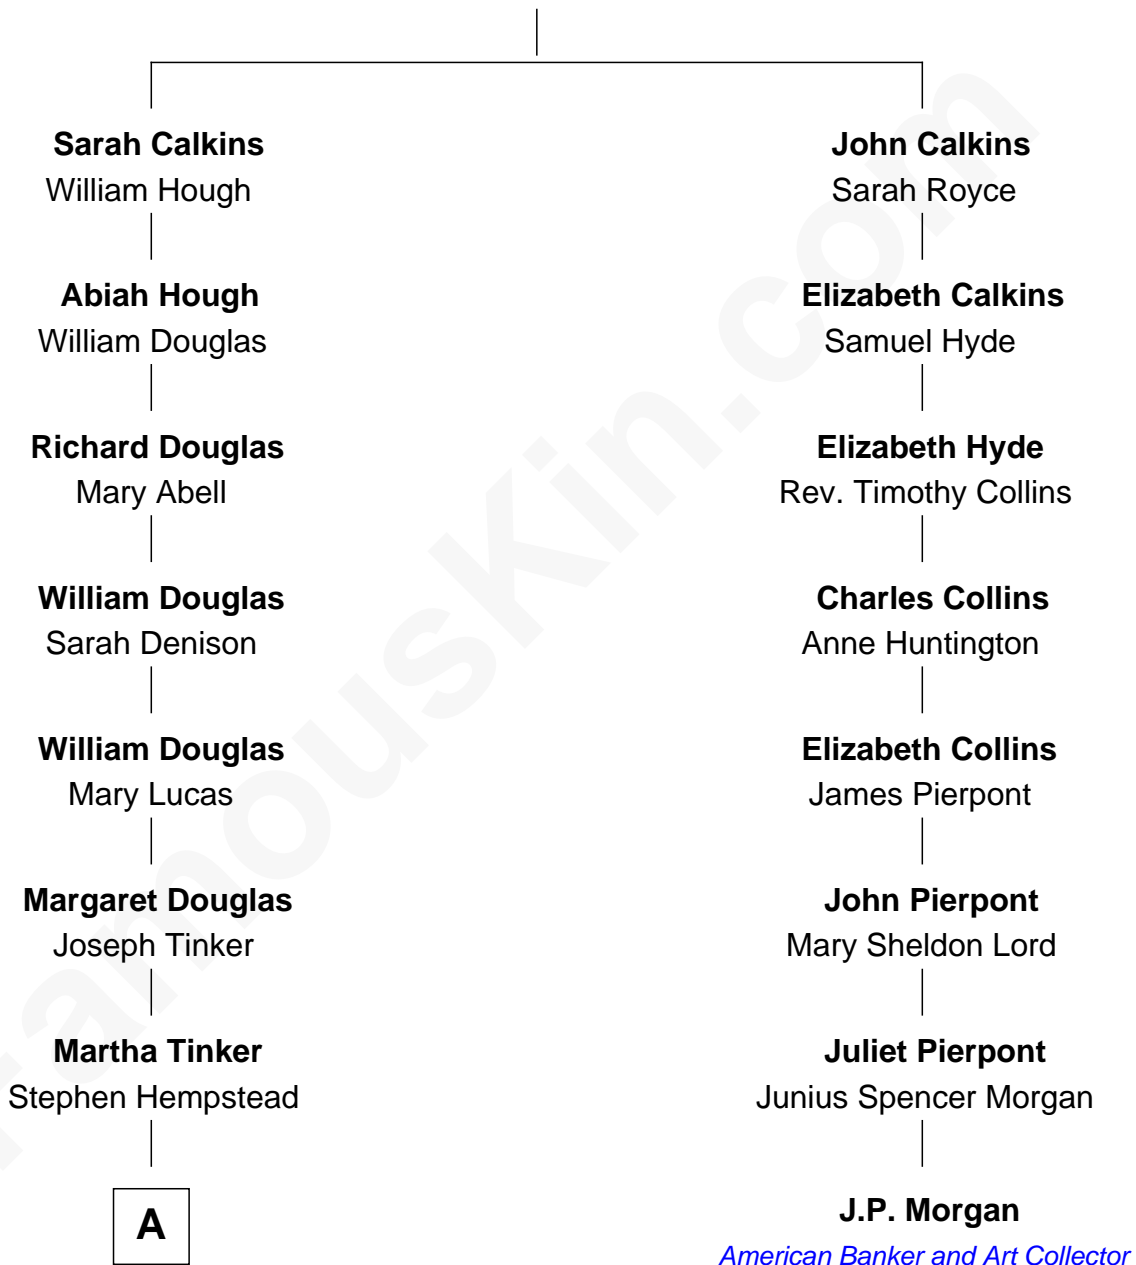 Sarah Calkins
William Hough
Abiah Hough
William Douglas
Richard Douglas
Mary Abell
William Douglas
Sarah Denison
William Douglas
Mary Lucas
Margaret Douglas
Joseph Tinker
Martha Tinker
Stephen Hempstead
A
John Calkins
Sarah Royce
Elizabeth Calkins
Samuel Hyde
Elizabeth Hyde
Rev. Timothy Collins
Charles Collins
Anne Huntington
Elizabeth Collins
James Pierpont
John Pierpont
Mary Sheldon Lord
Juliet Pierpont
Junius Spencer Morgan
J.P. Morgan
American Banker and Art Collector
FamousKin.com